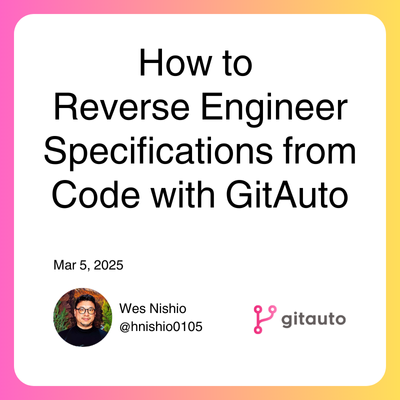 How to
Reverse Engineer
Specifications from
Code with GitAuto
Mar 5, 2025
Wes Nishio
@hnishio0105
gitauto